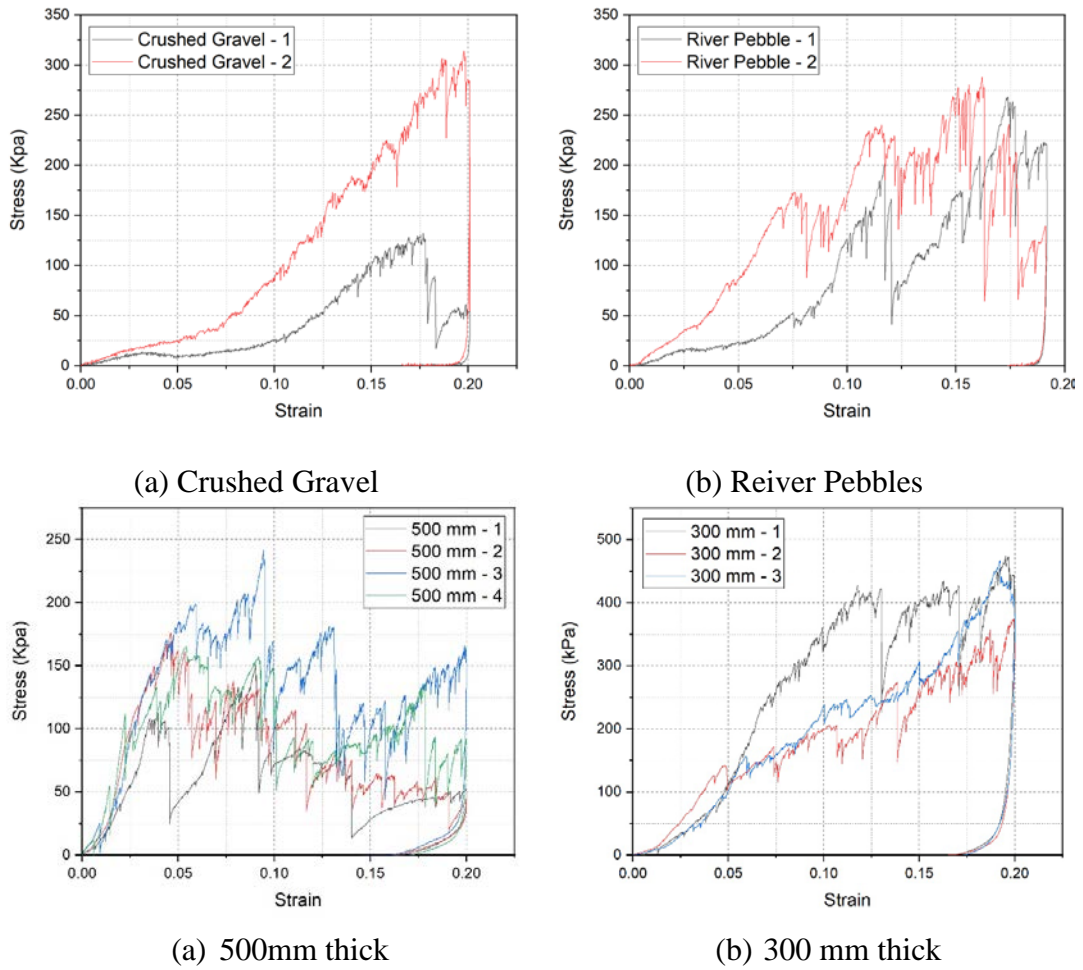 Crushed Gravel - 1
Crushed Gravel - 2
350
300
250
200
150
100
50
0
Stress (Kpa)
0.00 0.05 0.10 0.15 0.20
Strain
(a) Crushed Gravel
River Pebble - 1
River Pebble - 2
350
300
250
200
150
100
50
0
Stress (Kpa)
0.00 0.05 0.10 0.15 0.20
Strain
(b) Reiver Pebbles
500 mm - 1
500 mm - 2
500 mm - 3
500 mm - 4
250
200
150
100
50
0
Stress (Kpa)
0.00 0.05 0.10 0.15 0.20
Strain
(a) 500mm thick
300 mm - 1
300 mm - 2
300 mm - 3
500
400
300
200
100
0
Stress (kPa)
0.00 0.05 0.10 0.15 0.20
Strain
(b) 300 mm thick